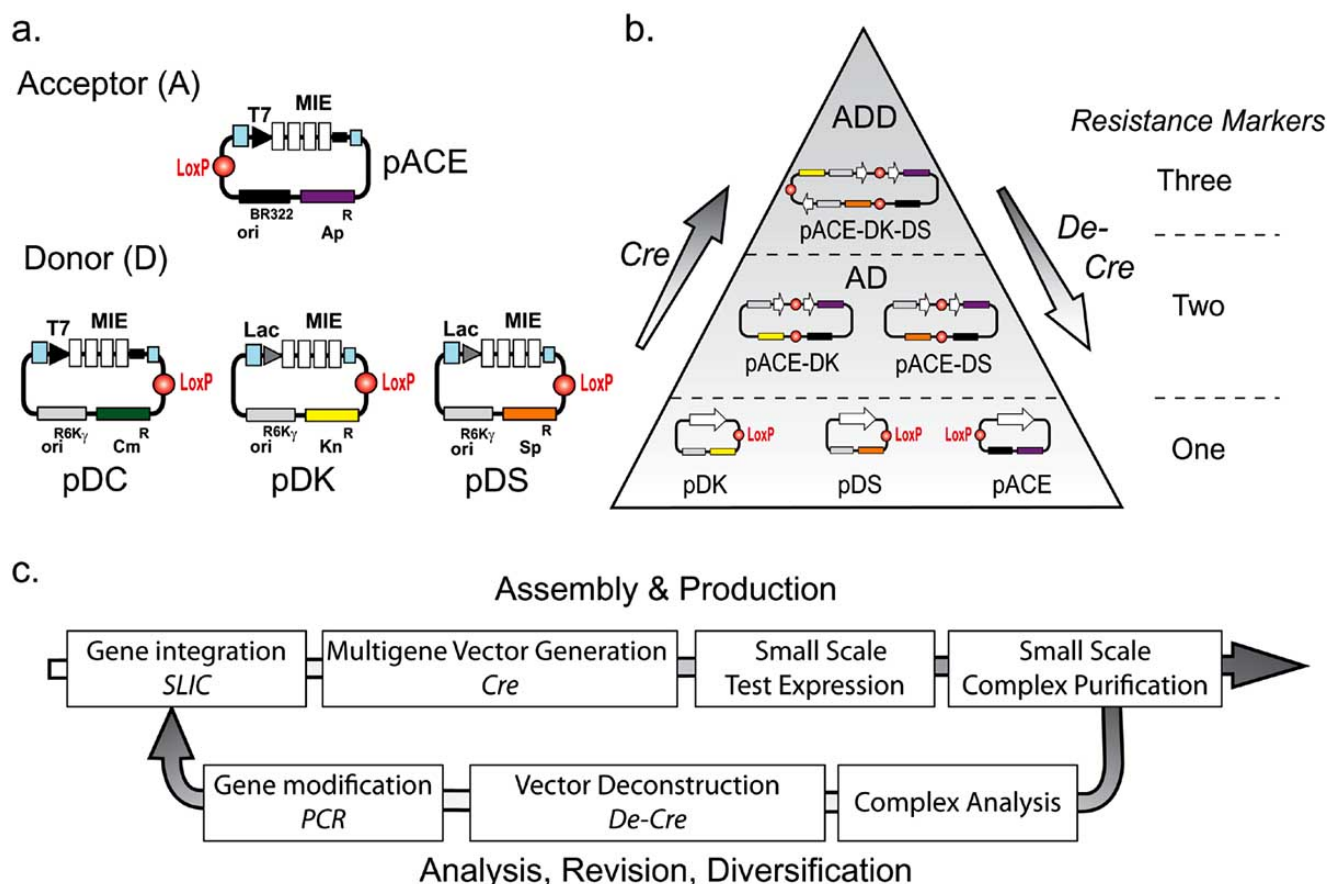 a.
Acceptor (A)
T7
MIE
LoxP
pACE
BR322
ori
R
Ap
Donor (D)
T7
MIE
LoxP
R6Kγ
ori
R
Cm
pDC
Lac
MIE
LoxP
R6Kγ
ori
R
Kn
pDK
Lac
MIE
LoxP
R6Kγ
ori
R
Sp
pDS
b.
ADD
pACE-DK-DS
AD
pACE-DK
pACE-DS
LoxP
pDK
LoxP
pDS
LoxP
pACE
Cre
De-
Cre
Resistance Markers
Three
Two
One
c.
Assembly & Production
Gene integration
SLIC
Multigene Vector Generation
Cre
Small Scale
Test Expression
Small Scale
Complex Purification
Gene modification
PCR
Vector Deconstruction
De-Cre
Complex Analysis
Analysis, Revision, Diversification